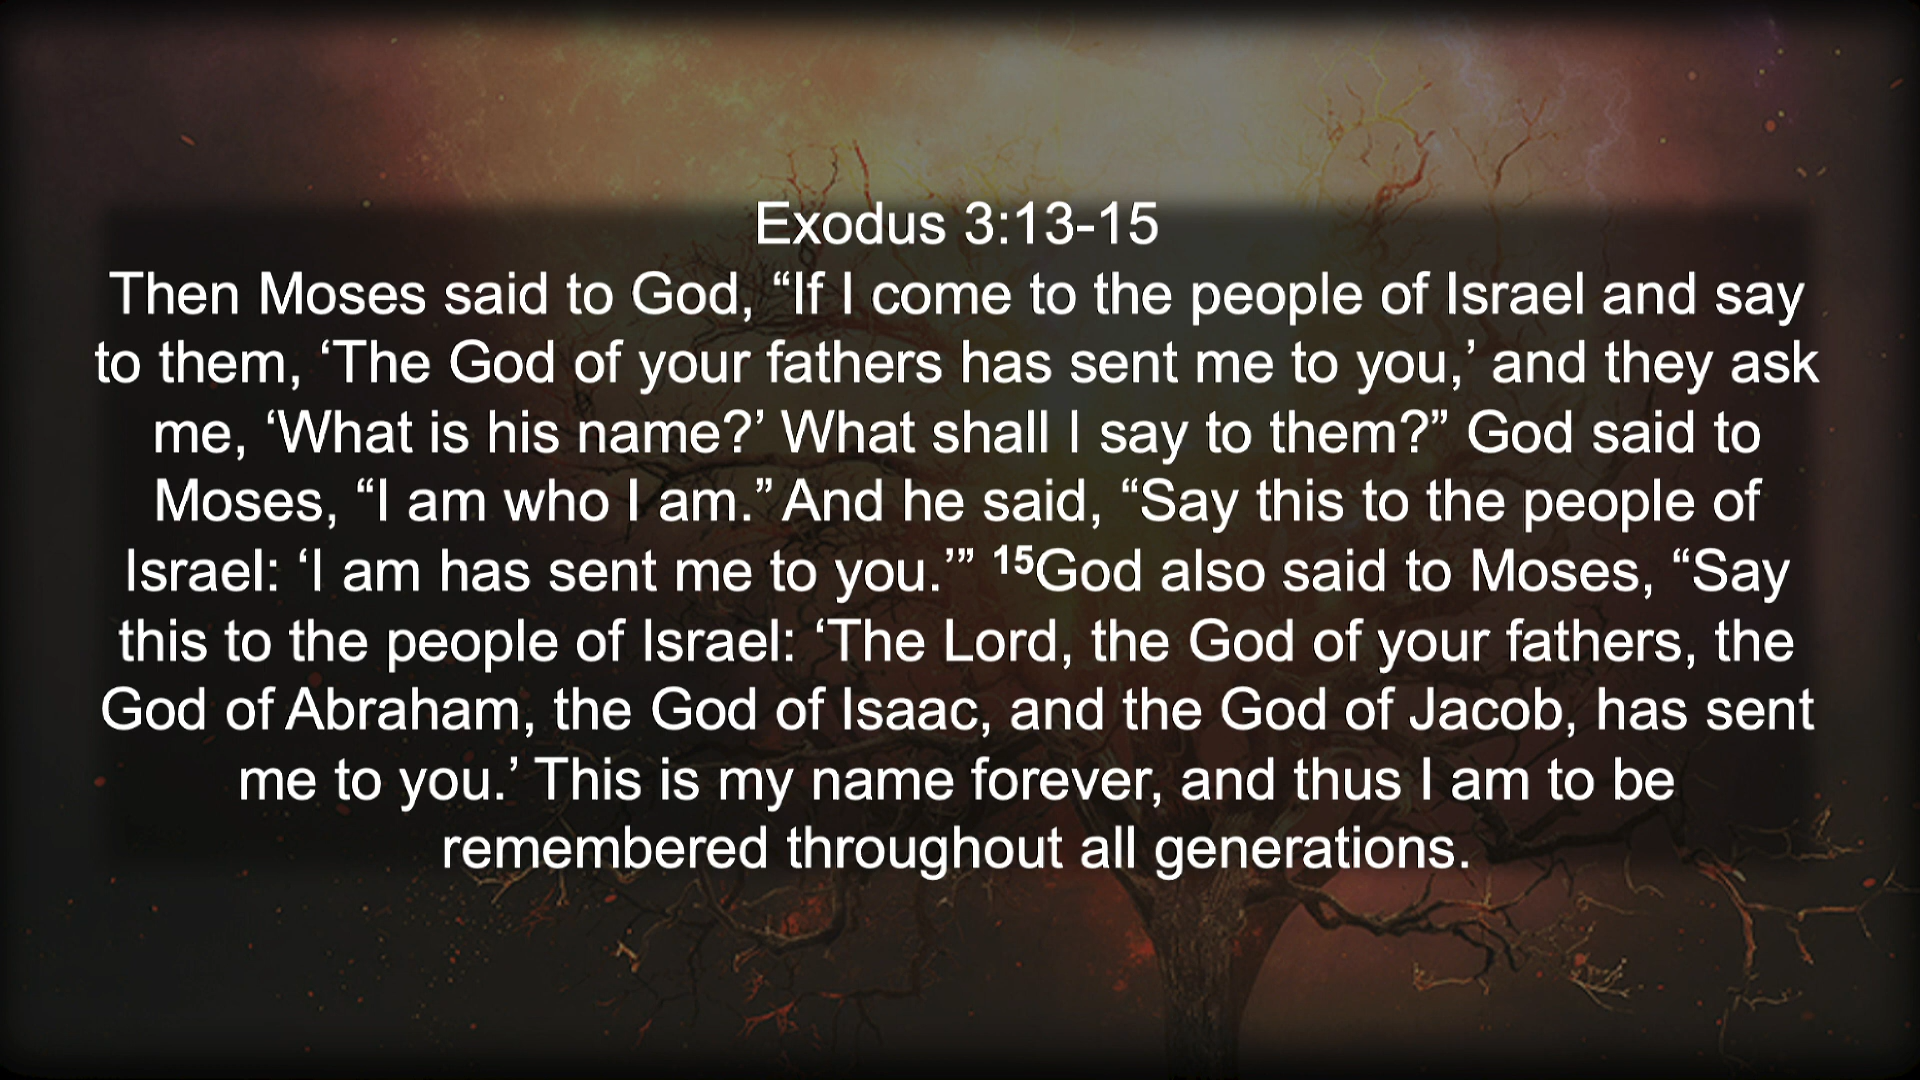 Exodus 3:13-15
Then Moses said to God, “If I come to the people of Israel and say
to them, ‘The God of your fathers has sent me to you,’ and they ask
me, ‘What is his name?’ What shall I say to them?” God said to
Moses, “I am who I am.” And he said, “Say this to the people of
Israel: ‘I am has sent me to you.’” 15God also said to Moses, “Say
this to the people of Israel: ‘The Lord, the God of your fathers, the
God of Abraham, the God of Isaac, and the God of Jacob, has sent
me to you.’ This is my name forever, and thus I am to be
remembered throughout all generations.